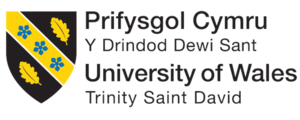 Prifysgol Cymru
Y Drindod Dewi Sant
University of Wales
Trinity Saint David